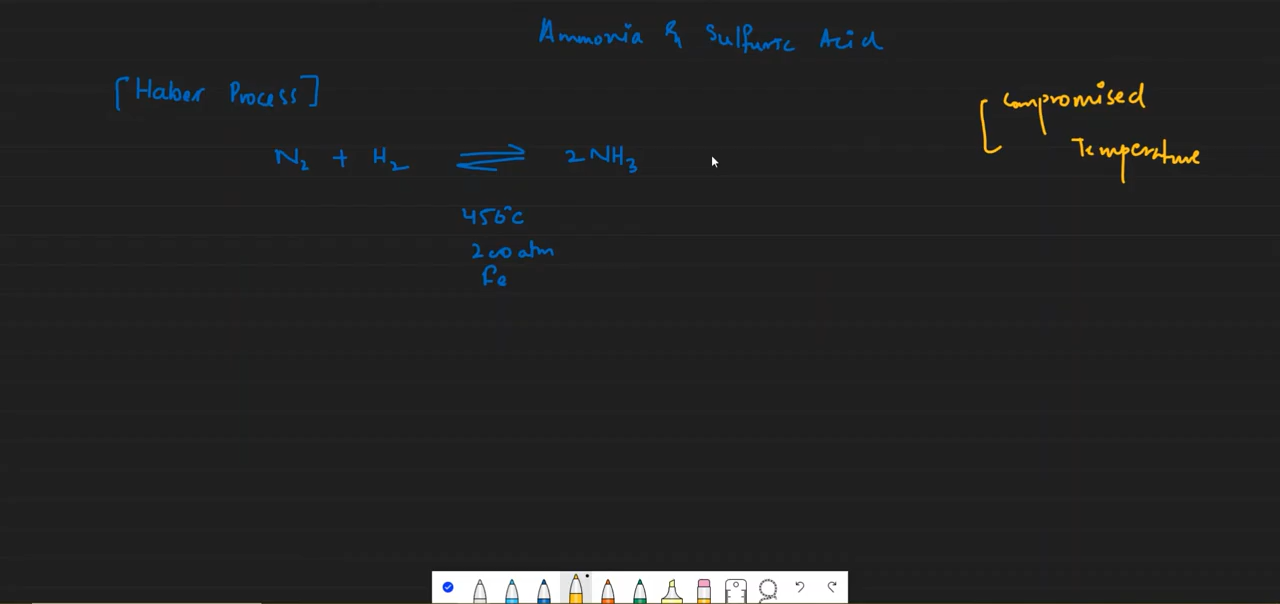 Ammonia & Sulfuric Acid
[Haber Process]
N₂ + H₂ ⇌ 2NH₃
450°C
200 atm
Fe
Compromised
Temperature